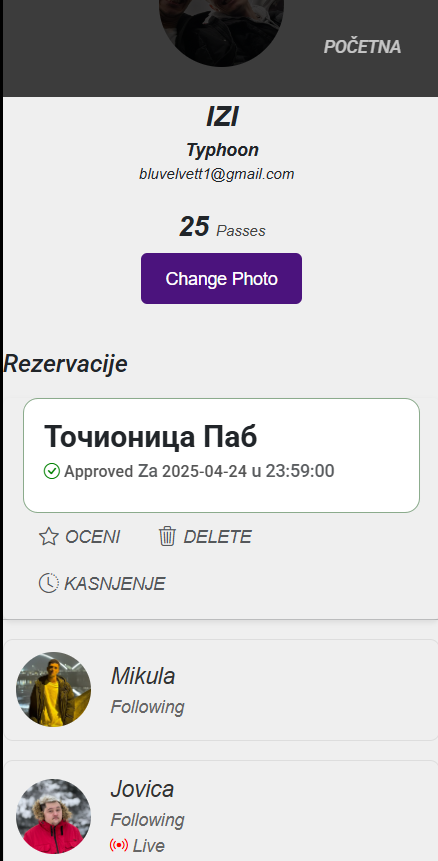 POČETNA
IZI
Typhoon
bluvelvett1@gmail.com
25 Passes
Change Photo
Rezervacije
Точионица Паб
Approved Za 2025-04-24 u 23:59:00
OCENI DELETE
KASNJENJE
Mikula
Following
Jovica
Following
Live